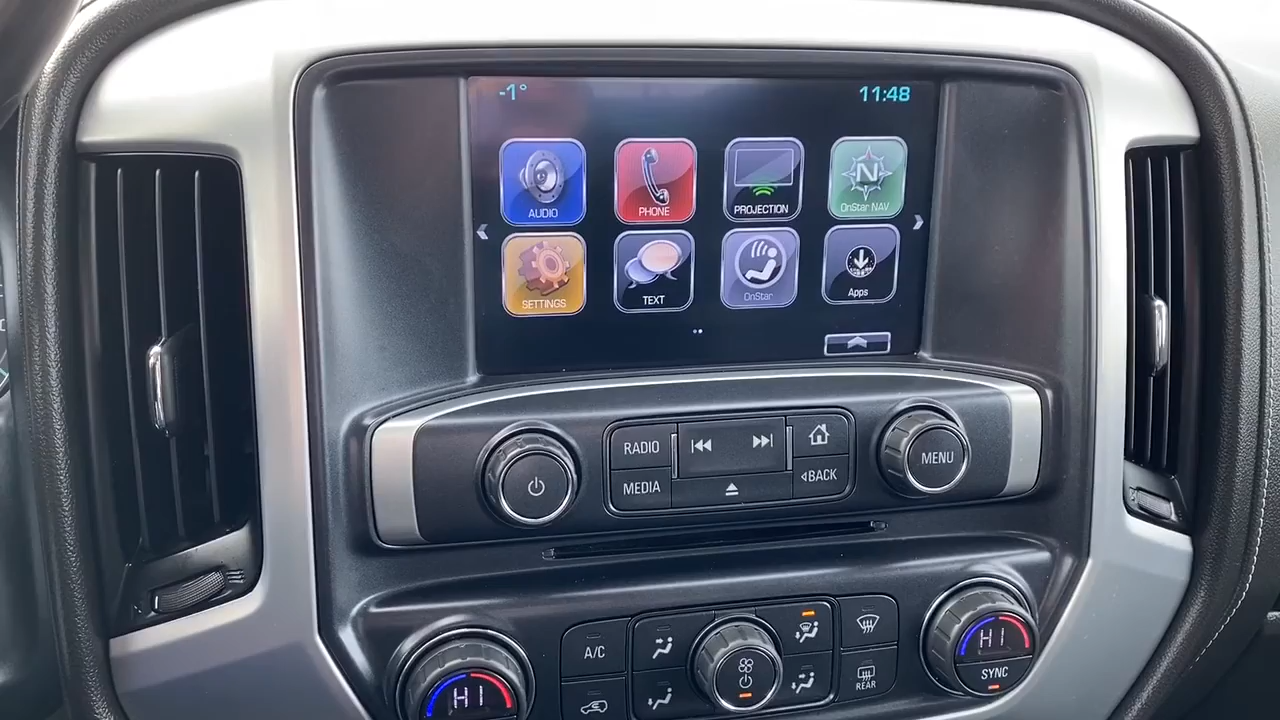 -1°
11:48
AUDIO
PHONE
PROJECTION
N
OnStar NAV
SETTINGS
TEXT
OnStar
Apps
RADIO
MEDIA
BACK
MENU
A/C
HI
REAR
HI
SYNC